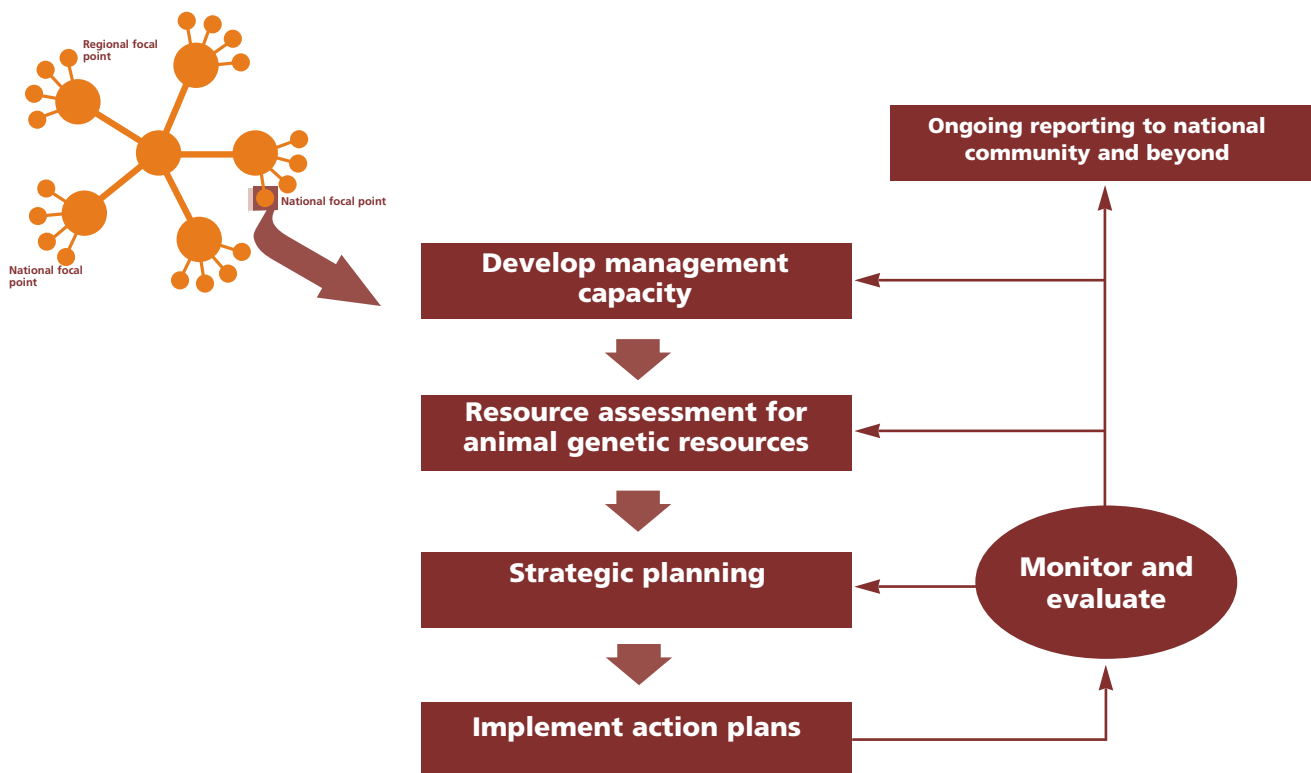 Regional focal
point
National focal point
National focal
point
Ongoing reporting to national
community and beyond
Develop management
capacity
Resource assessment for
animal genetic resources
Strategic planning
Monitor and
evaluate
Implement action plans